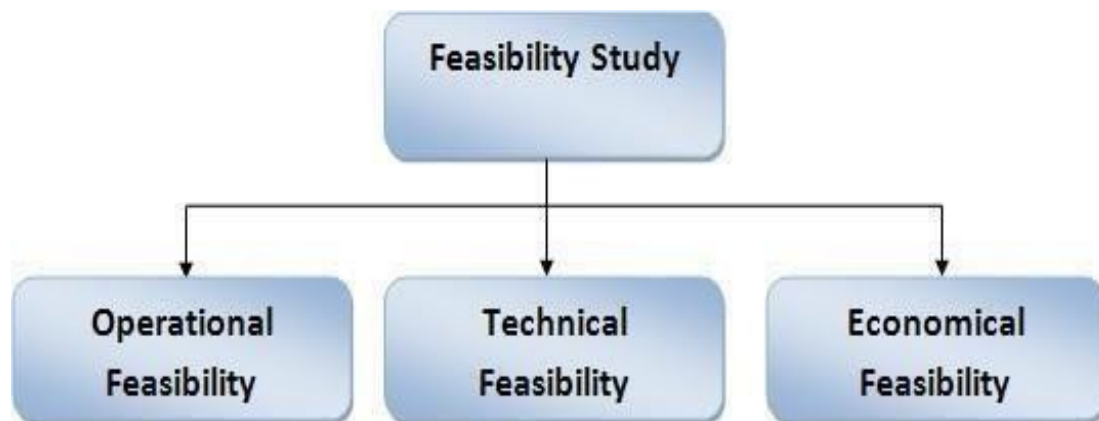 Feasibility Study
Operational
Feasibility
Technical
Feasibility
Economical
Feasibility